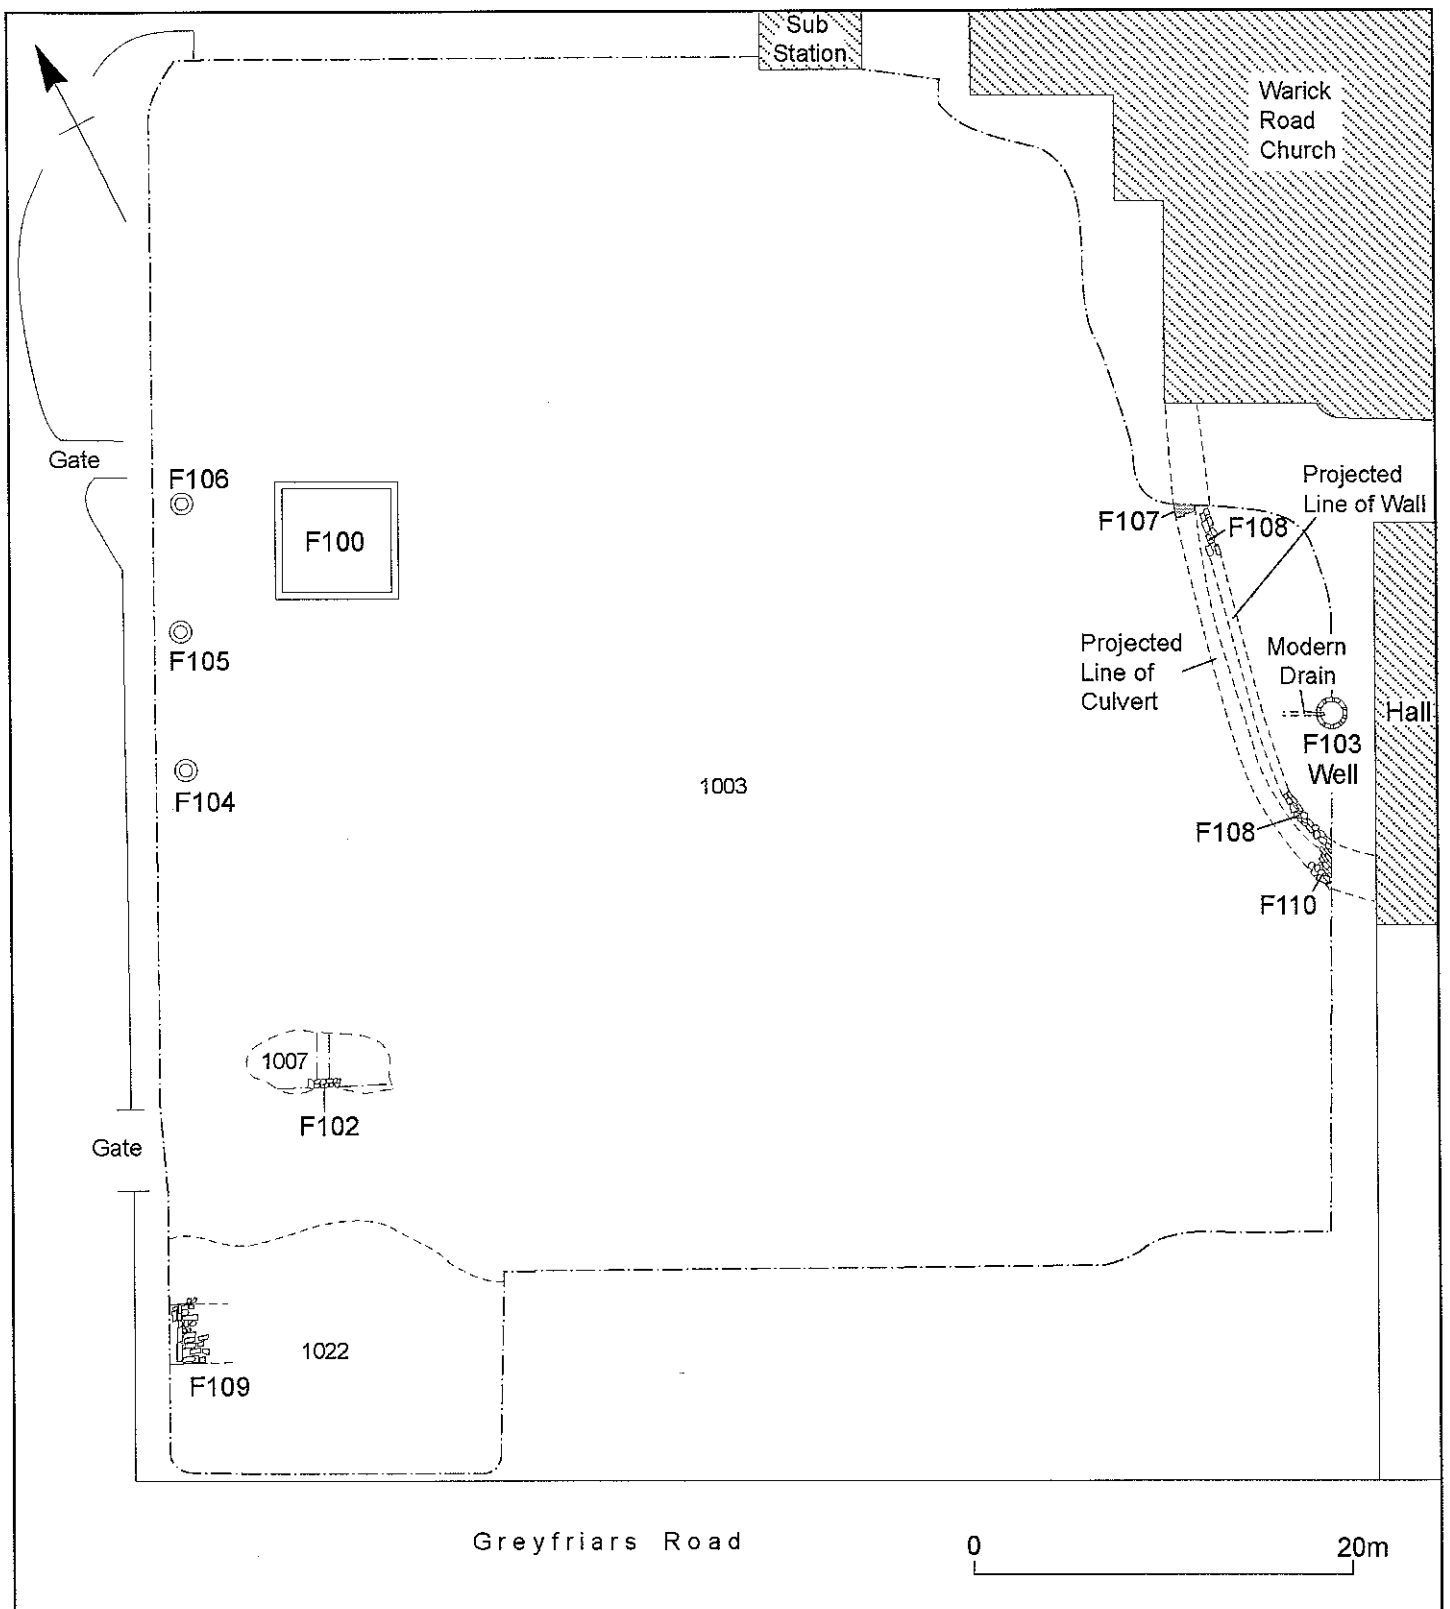 Sub
Station
Warick
Road
Church
Gate
F106
F100
Projected
Line of Wall
F107
F108
F105
Projected
Line of
Culvert
Modern
Drain
Hall
F103
Well
F104
1003
F108
F110
1007
F102
Gate
1022
F109
Greyfriars Road
0
20m